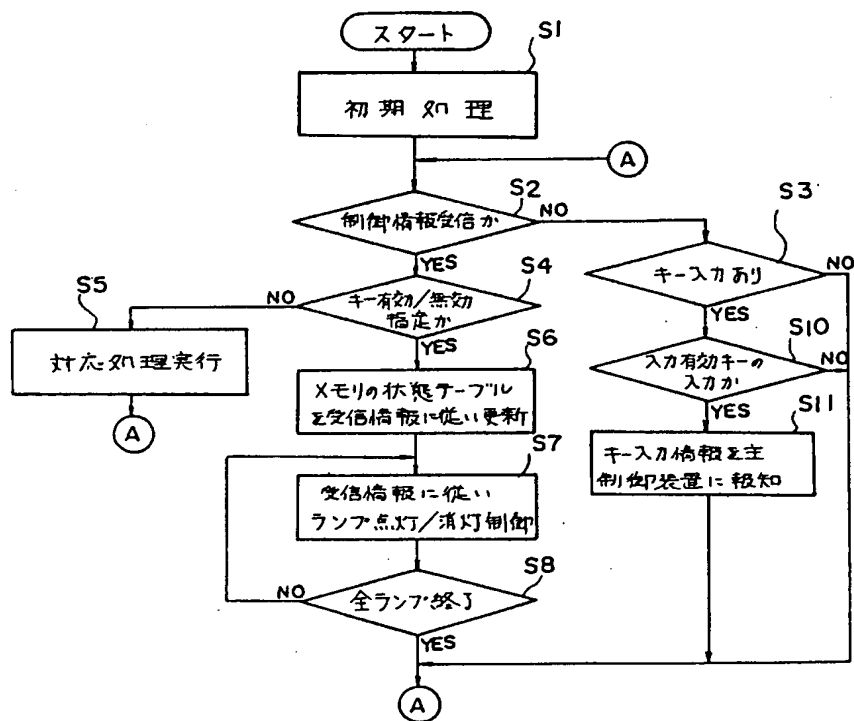 スタート
S1
初期処理
A
S2
制御情報受信か
NO
S3
YES
キー入力あり
NO
S4
キー有効/無効
指定か
NO
YES
S5
対応処理実行
A
YES
S10
入力有効キーの
入力か
NO
YES
S6
メモリの状態テーブル
を受信情報に従い更新
S11
キー入力情報を主
制御装置に報知
S7
受信情報に従い
ランプ点灯/消灯制御
S8
全ランプ終了
NO
YES
A